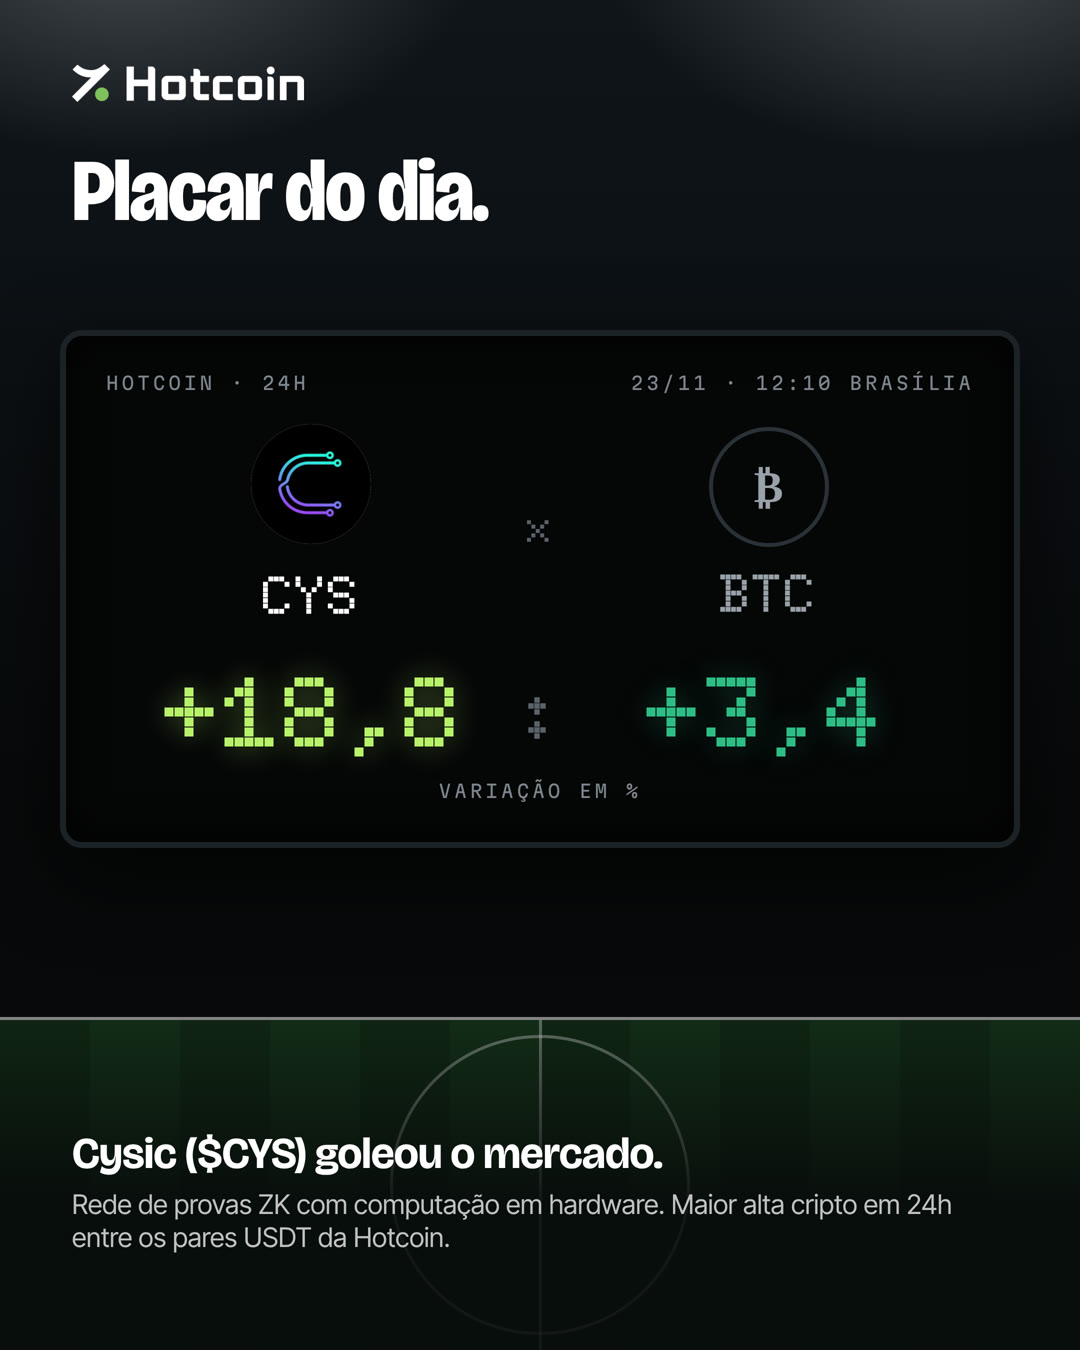 Hotcoin
Placar do dia.
HOTCOIN · 24H
23/11 · 12:10 BRASÍLIA
x
₿
CYS
BTC
+18,8 : +3,4
VARIAÇÃO EM %
Cysic ($CYS) goleou o mercado.
Rede de provas ZK com computação em hardware. Maior alta cripto em 24h
entre os pares USDT da Hotcoin.